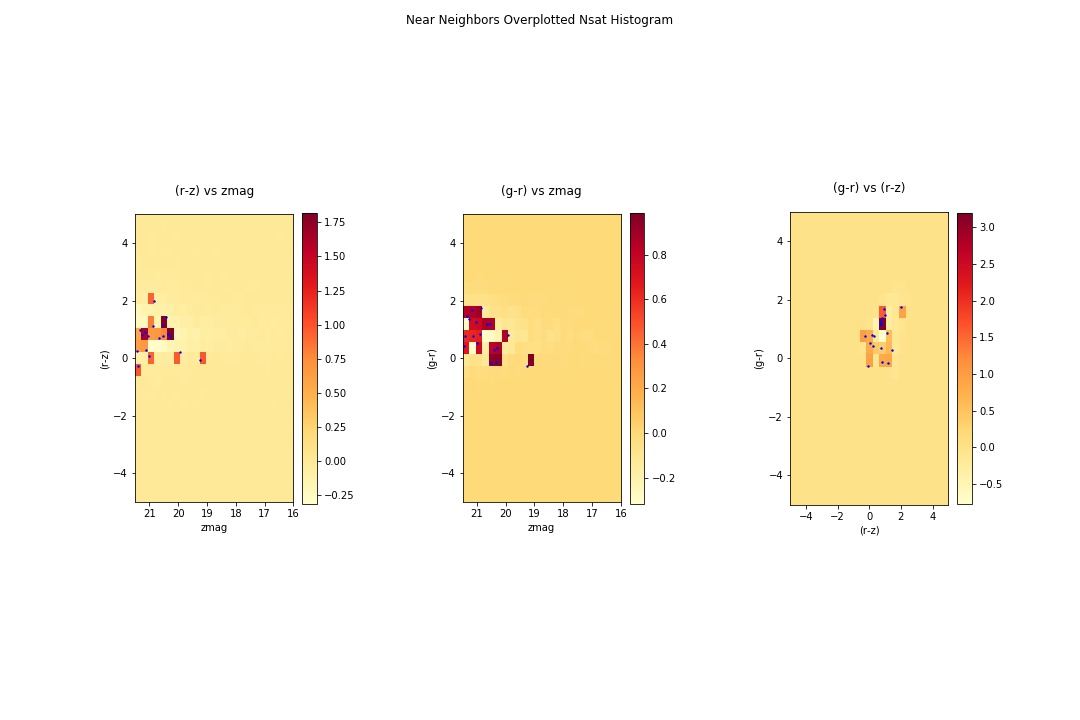 Near Neighbors Overplotted Nsat Histogram
(r-z) vs zmag
4
2
0
−2
−4
(r-z)
21 20 19 18 17 16
zmag
1.75
1.50
1.25
1.00
0.75
0.50
0.25
0.00
−0.25
(g-r) vs zmag
4
2
0
−2
−4
(g-r)
21 20 19 18 17 16
zmag
0.8
0.6
0.4
0.2
0.0
−0.2
(g-r) vs (r-z)
4
2
0
−2
−4
(g-r)
−4 −2 0 2 4
(r-z)
3.0
2.5
2.0
1.5
1.0
0.5
0.0
−0.5